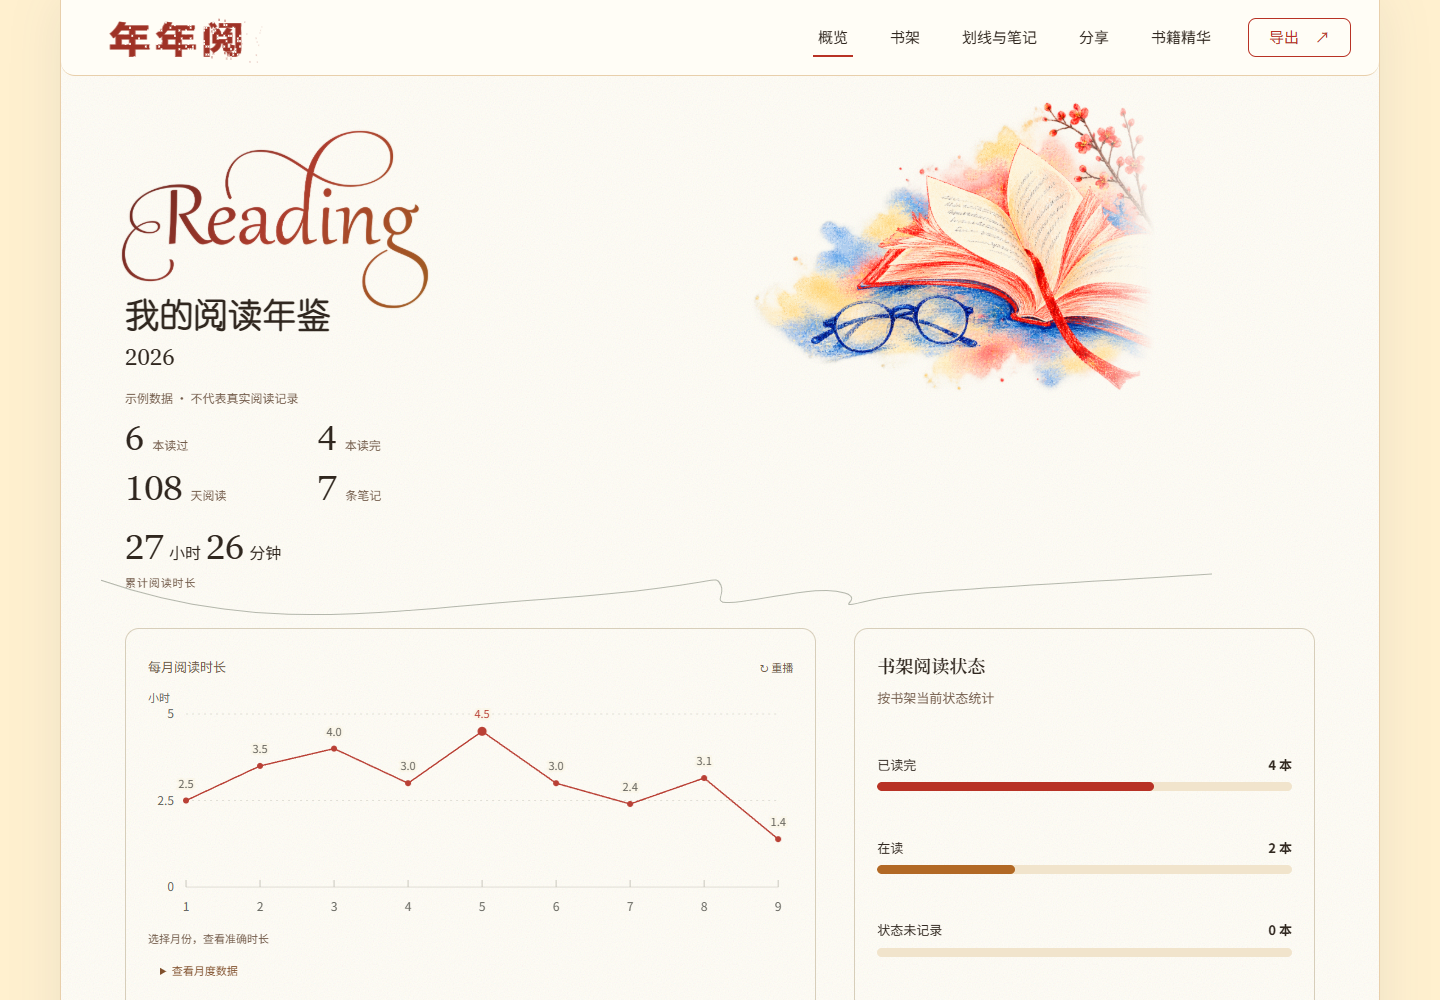 年年阅
概览 书架 划线与笔记 分享 书籍精华 导出 ↗
Reading
我的阅读年鉴
2026
示例数据 · 不代表真实阅读记录
6 本读过 4 本读完
108 天阅读 7 条笔记
27 小时 26 分钟
累计阅读时长
每月阅读时长 ↻ 重播
小时
5
2.5
0
2.5 3.5 4.0 3.0 4.5 3.0 2.4 3.1 1.4
1 2 3 4 5 6 7 8 9
选择月份，查看准确时长
▶ 查看月度数据
书架阅读状态
按书架当前状态统计
已读完 4 本
在读 2 本
状态未记录 0 本